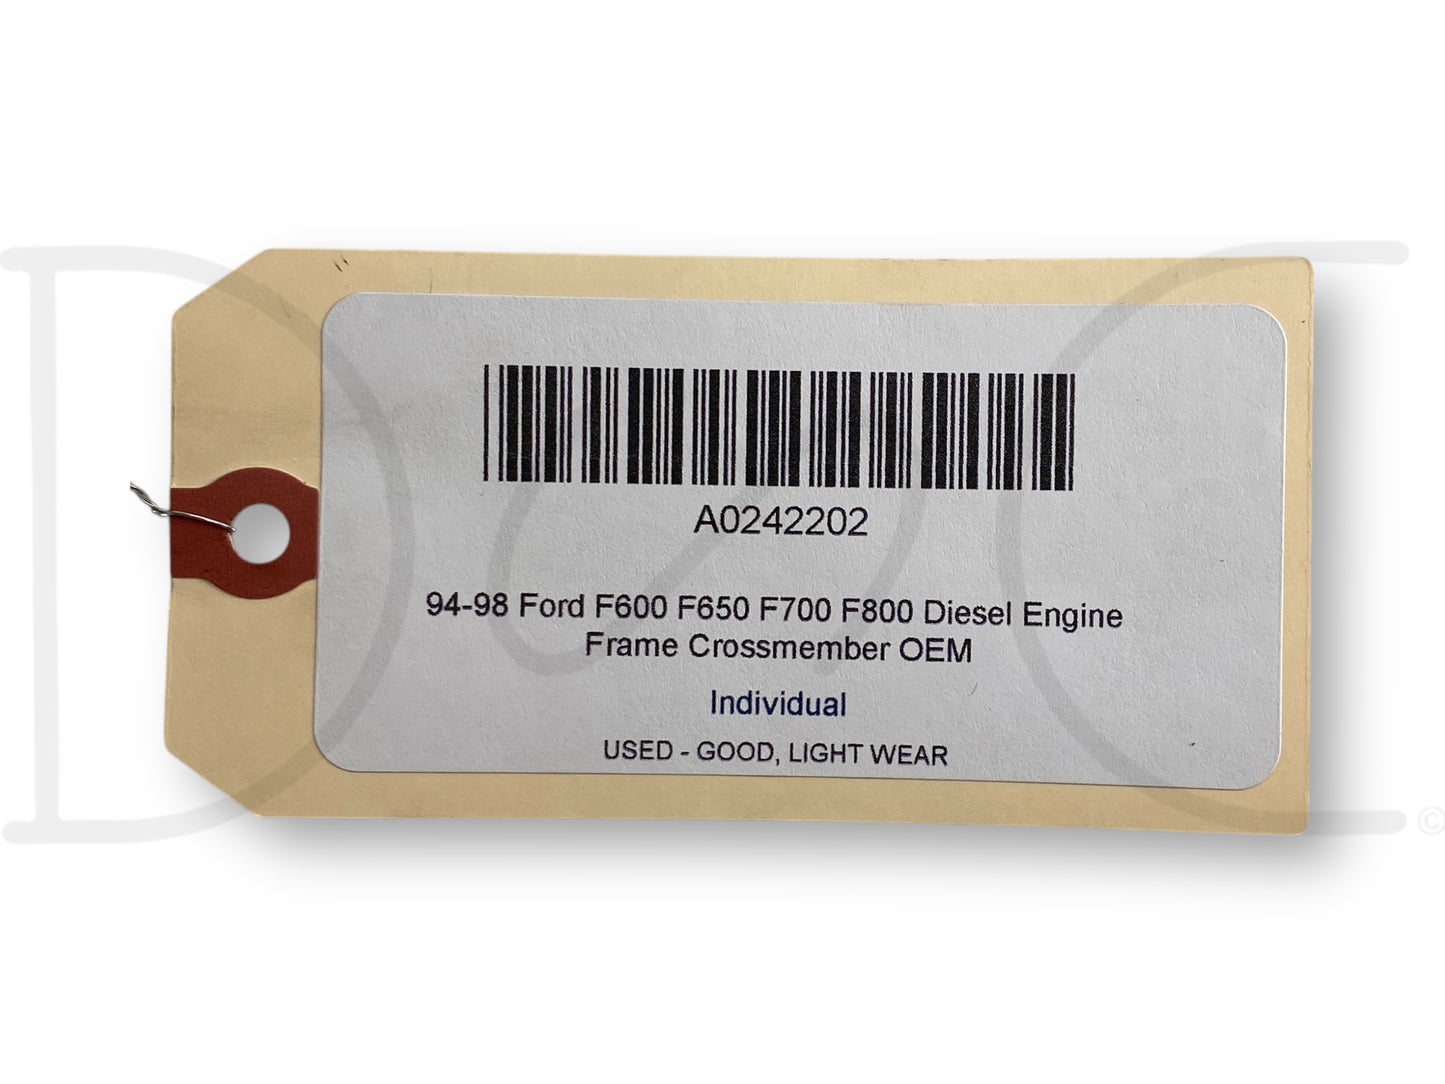 A0242202
94-98 Ford F600 F650 F700 F800 Diesel Engine
Frame Crossmember OEM
Individual
USED - GOOD, LIGHT WEAR
D C ©